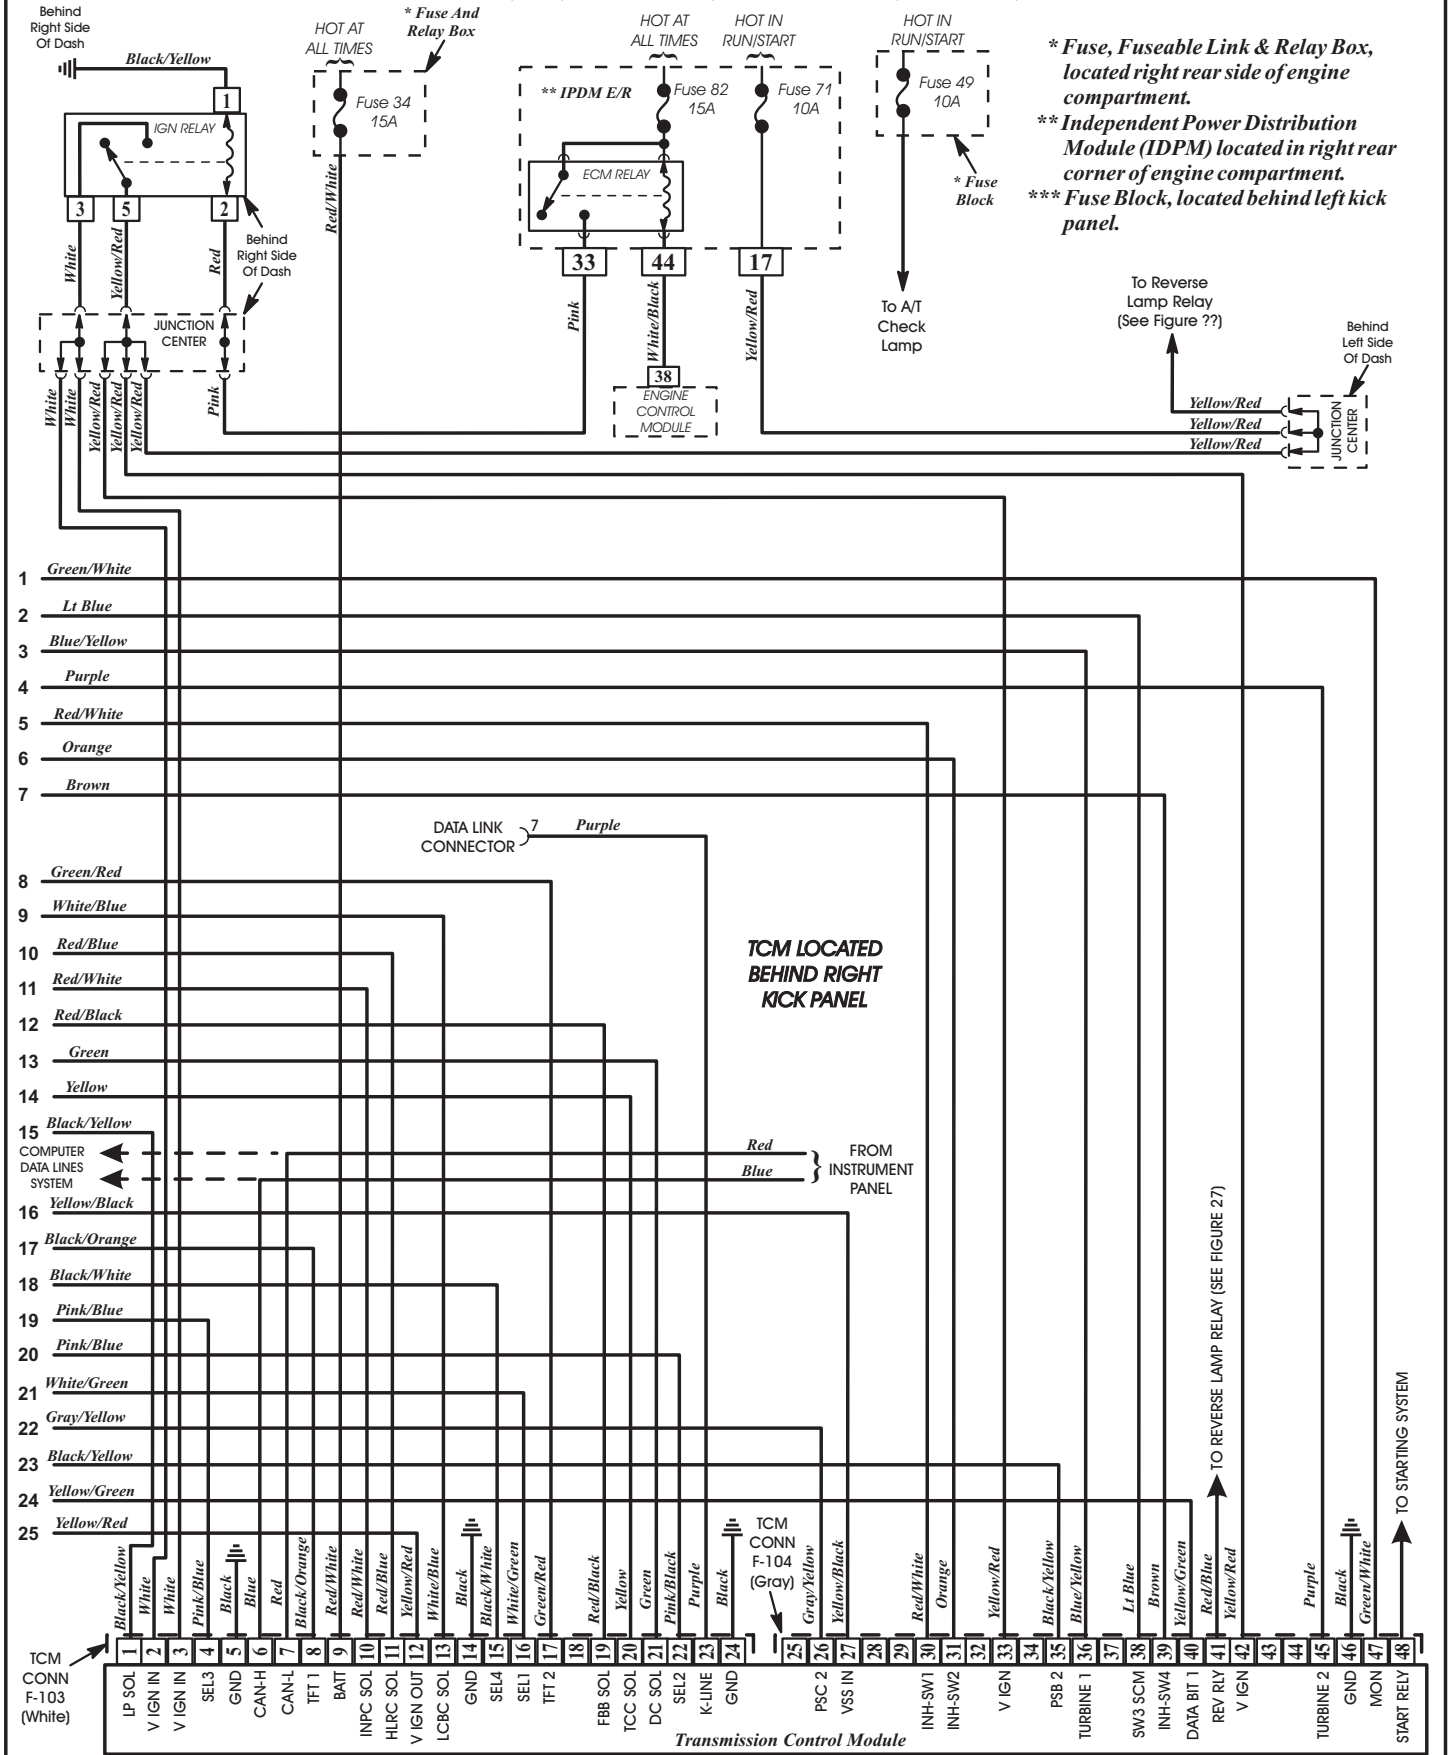 Behind
Right Side
Of Dash
Black/Yellow
1
IGN RELAY
3
5
2
Behind
Right Side
Of Dash
White
Yellow/Red
Red
JUNCTION
CENTER
White
White
Yellow/Red
Yellow/Red
Yellow/Red
Pink
HOT AT
ALL TIMES
* Fuse And
Relay Box
Fuse 34
15A
Red/White
HOT AT
ALL TIMES
HOT IN
RUN/START
** IPDM E/R
Fuse 82
15A
Fuse 71
10A
ECM RELAY
33
44
17
Pink
White/Black
Yellow/Red
38
ENGINE
CONTROL
MODULE
HOT IN
RUN/START
Fuse 49
10A
* Fuse
Block
To A/T
Check
Lamp
* Fuse, Fuseable Link & Relay Box,
located right rear side of engine
compartment.
** Independent Power Distribution
Module (IDPM) located in right rear
corner of engine compartment.
*** Fuse Block, located behind left kick
panel.
To Reverse
Lamp Relay
(See Figure ??)
Behind
Left Side
Of Dash
Yellow/Red
Yellow/Red
Yellow/Red
JUNCTION
CENTER
1 Green/White
2 Lt Blue
3 Blue/Yellow
4 Purple
5 Red/White
6 Orange
7 Brown
DATA LINK
CONNECTOR
7 Purple
8 Green/Red
9 White/Blue
10 Red/Blue
11 Red/White
12 Red/Black
13 Green
14 Yellow
15 Black/Yellow
TCM LOCATED
BEHIND RIGHT
KICK PANEL
COMPUTER
DATA LINES
SYSTEM
Red
Blue
FROM
INSTRUMENT
PANEL
16 Yellow/Black
17 Black/Orange
18 Black/White
19 Pink/Blue
20 Pink/Blue
21 White/Green
22 Gray/Yellow
23 Black/Yellow
24 Yellow/Green
25 Yellow/Red
TO REVERSE LAMP RELAY (SEE FIGURE 27)
TO STARTING SYSTEM
TCM
CONN
F-104
(Gray)
Black/Yellow
White
White
Pink/Blue
Black
Blue
Red
Black/Orange
Red/White
Red/White
Red/Blue
Yellow/Red
White/Blue
Black
Black/White
White/Green
Green/Red
Red/Black
Yellow
Green
Pink/Black
Purple
Black
Gray/Yellow
Yellow/Black
Red/White
Orange
Yellow/Red
Black/Yellow
Blue/Yellow
Lt Blue
Brown
Yellow/Green
Red/Blue
Yellow/Red
Purple
Black
Green/White
TCM
CONN
F-103
(White)
1 2 3 4 5 6 7 8 9 10 11 12 13 14 15 16 17 18 19 20 21 22 23 24
25 26 27 28 29 30 31 32 33 34 35 36 37 38 39 40 41 42 43 44 45 46 47 48
LP SOL
V IGN IN
V IGN IN
SEL3
GND
CAN-H
CAN-L
TFT 1
BATT
INPC SOL
HLRC SOL
V IGN OUT
LCBC SOL
GND
SEL4
SEL1
TFT 2
FBB SOL
TCC SOL
DC SOL
SEL2
K-LINE
GND
PSC 2
VSS IN
INH-SW1
INH-SW2
V IGN
PSB 2
TURBINE 1
SW3 SCM
INH-SW4
DATA BIT 1
REV RLY
V IGN
TURBINE 2
GND
MON
START RELY
Transmission Control Module